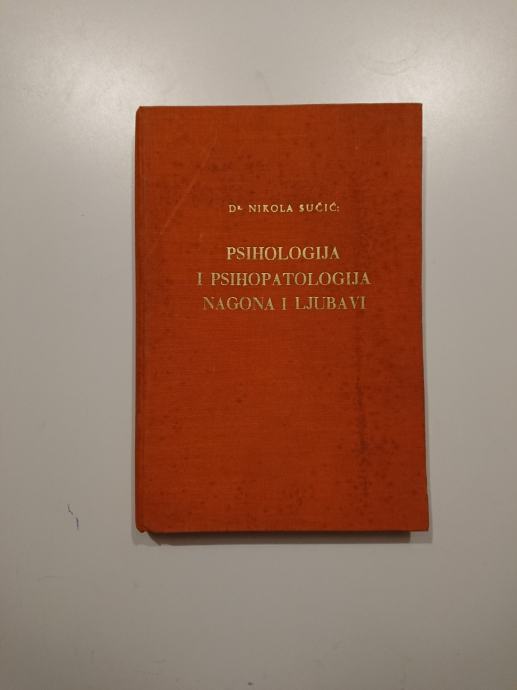 Dr. NIKOLA SUČIĆ:
PSIHOLOGIJA
I PSIHOPATOLOGIJA
NAGONA I LJUBAVI